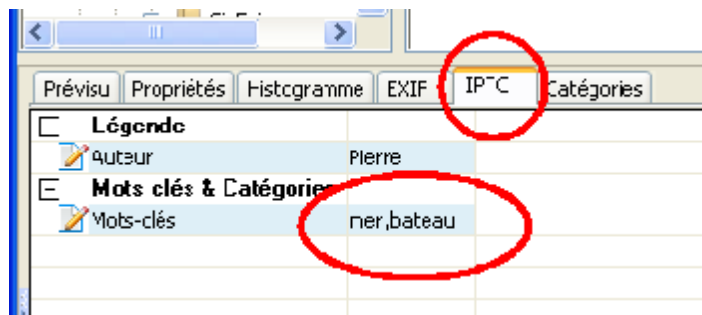 Prévisu Propriétés Histogramme EXIF IPTC Catégories
Légende
Auteur Pierre
Mots clés & Catégories
Mots-clés mer,bateau